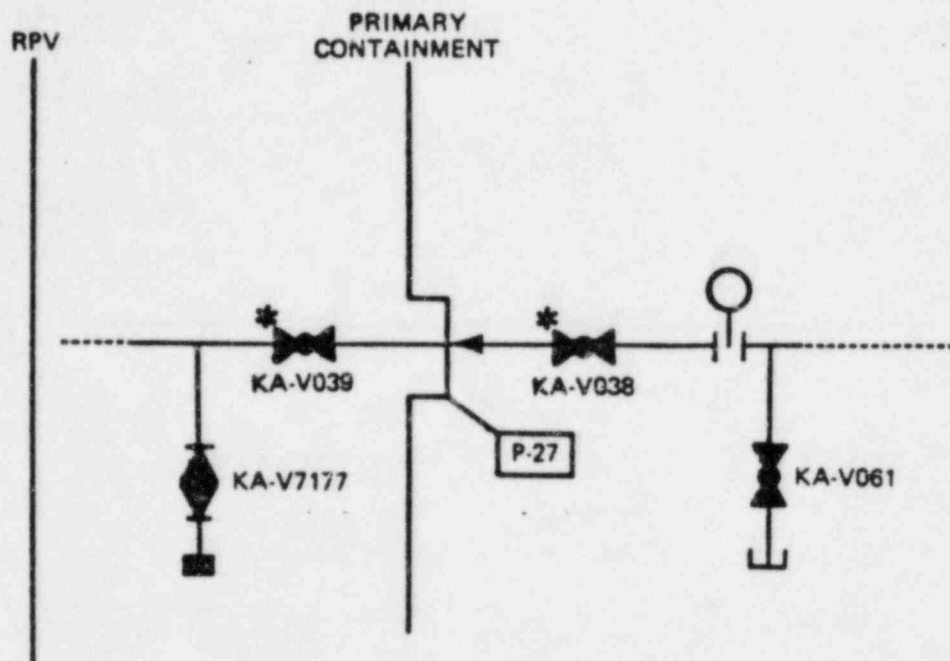 RPV
PRIMARY
CONTAINMENT
*
*
KA-V039
KA-V038
P-27
KA-V7177
KA-V061